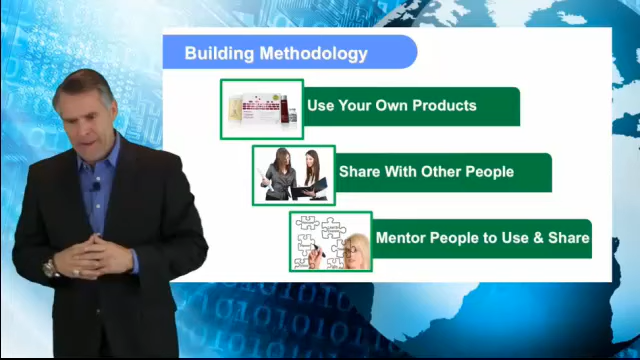 Building Methodology
Use Your Own Products
Share With Other People
Mentor People to Use & Share